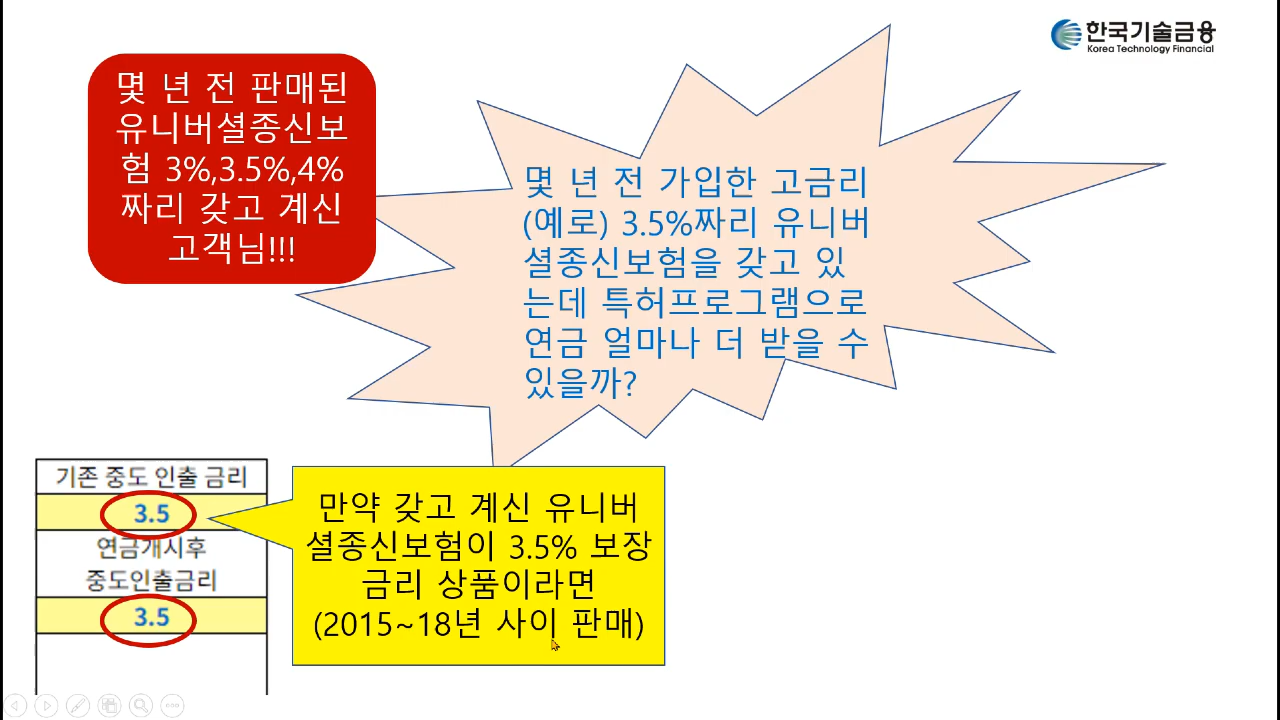 한국기술금융
Korea Technology Financial
몇 년 전 판매된
유니버셜종신보
험 3%,3.5%,4%
짜리 갖고 계신
고객님!!!
몇 년 전 가입한 고금리
(예로) 3.5%짜리 유니버
셜종신보험을 갖고 있
는데 특허프로그램으로
연금 얼마나 더 받을 수
있을까?
기존 중도 인출 금리
3.5
연금개시후
중도인출금리
3.5
만약 갖고 계신 유니버
셜종신보험이 3.5% 보장
금리 상품이라면
(2015~18년 사이 판매)